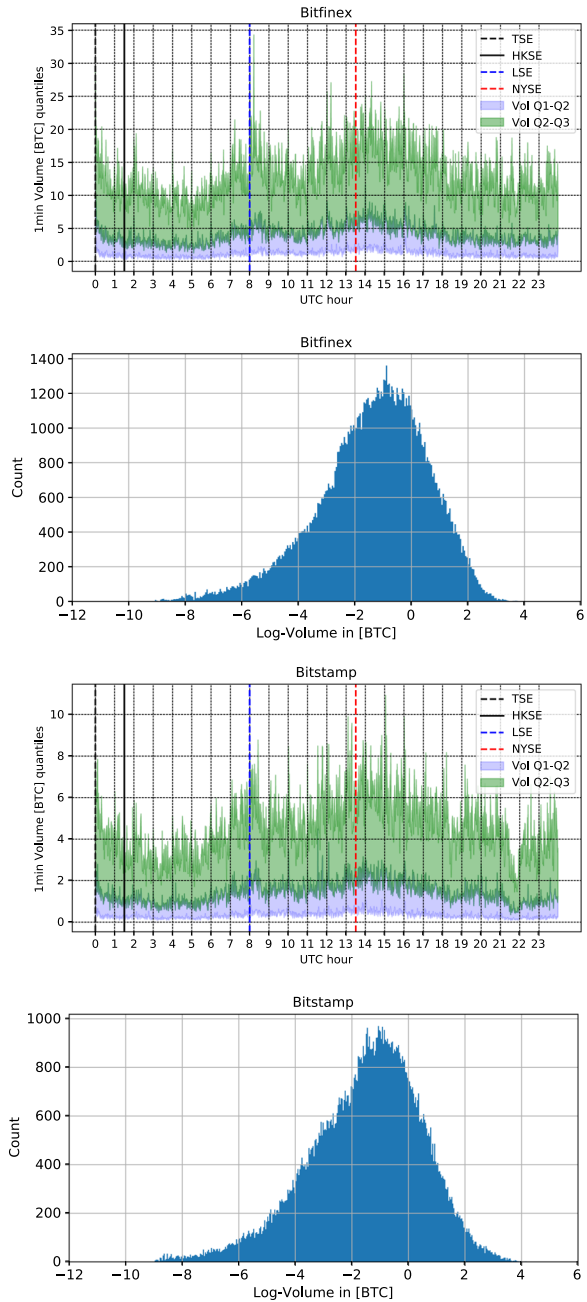 Bitfinex
35
30
25
20
15
10
5
0
1min Volume [BTC] quantiles
TSE
HKSE
LSE
NYSE
Vol Q1-Q2
Vol Q2-Q3
0 1 2 3 4 5 6 7 8 9 10 11 12 13 14 15 16 17 18 19 20 21 22 23
UTC hour
Bitfinex
1400
1200
1000
800
600
400
200
0
Count
−12 −10 −8 −6 −4 −2 0 2 4 6
Log-Volume in [BTC]
Bitstamp
10
8
6
4
2
0
1min Volume [BTC] quantiles
TSE
HKSE
LSE
NYSE
Vol Q1-Q2
Vol Q2-Q3
0 1 2 3 4 5 6 7 8 9 10 11 12 13 14 15 16 17 18 19 20 21 22 23
UTC hour
Bitstamp
1000
800
600
400
200
0
Count
−12 −10 −8 −6 −4 −2 0 2 4 6
Log-Volume in [BTC]